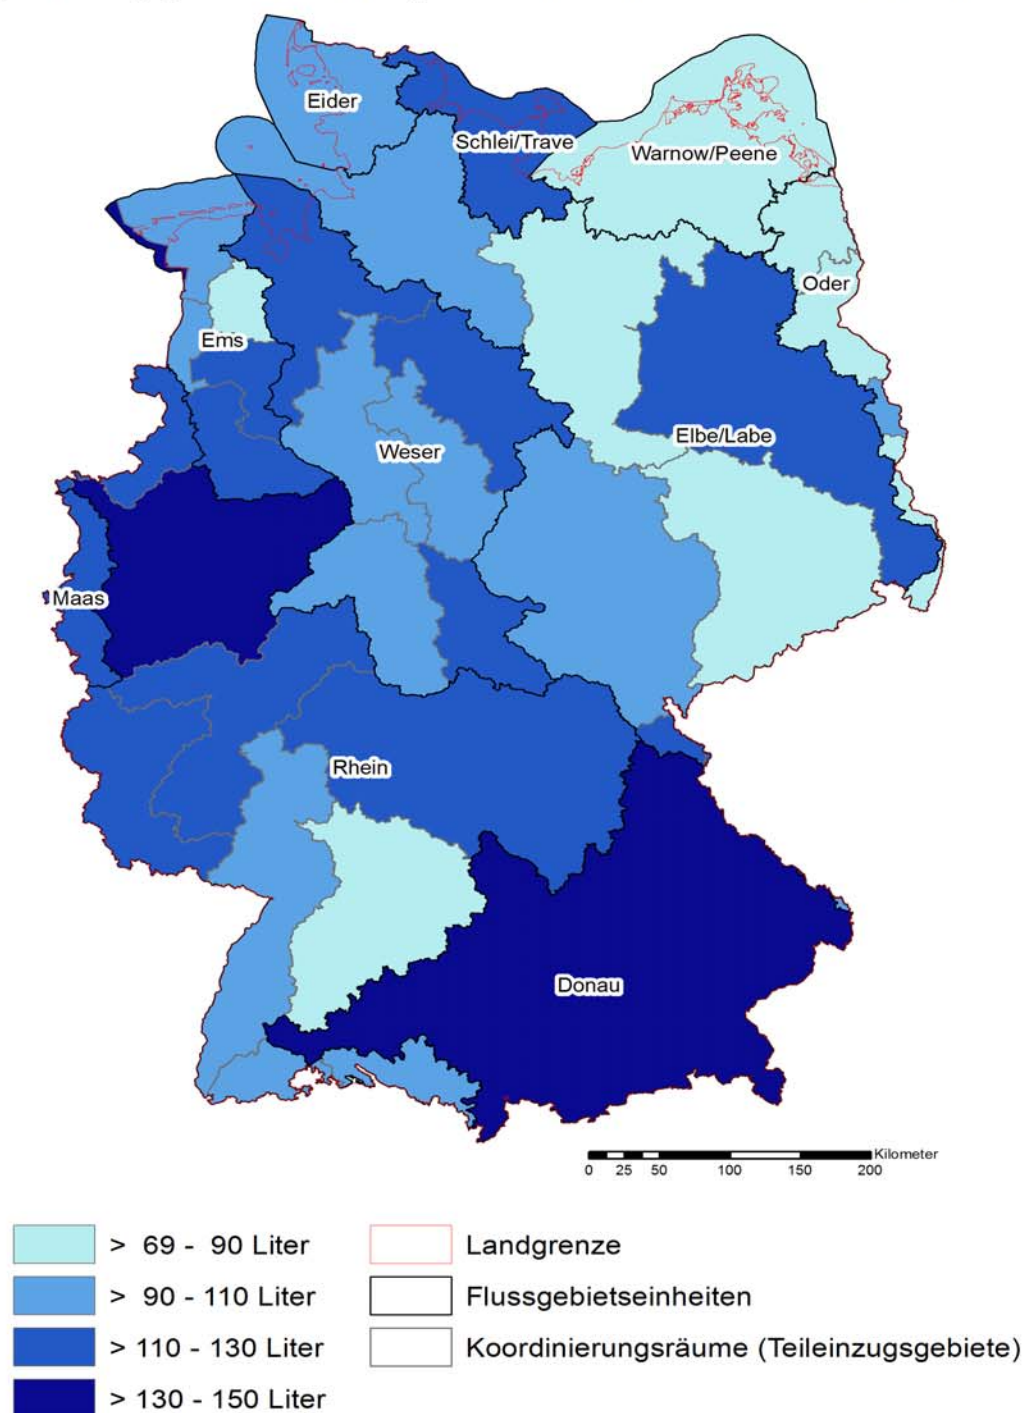 Eider
Schlei/Trave
Warnow/Peene
Oder
Ems
Elbe/Labe
Weser
Maas
Rhein
Donau
Kilometer
0 25 50 100 150 200
> 69 - 90 Liter
Landgrenze
> 90 - 110 Liter
Flussgebietseinheiten
> 110 - 130 Liter
Koordinierungsräume (Teileinzugsgebiete)
> 130 - 150 Liter